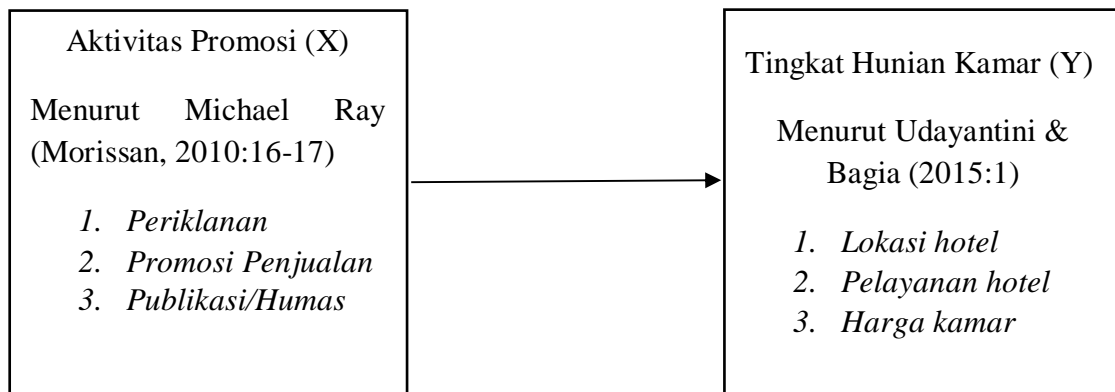 Aktivitas Promosi (X)
Menurut Michael Ray
(Morissan, 2010:16-17)
1. Periklanan
2. Promosi Penjualan
3. Publikasi/Humas
Tingkat Hunian Kamar (Y)
Menurut Udayantini &
Bagia (2015:1)
1. Lokasi hotel
2. Pelayanan hotel
3. Harga kamar